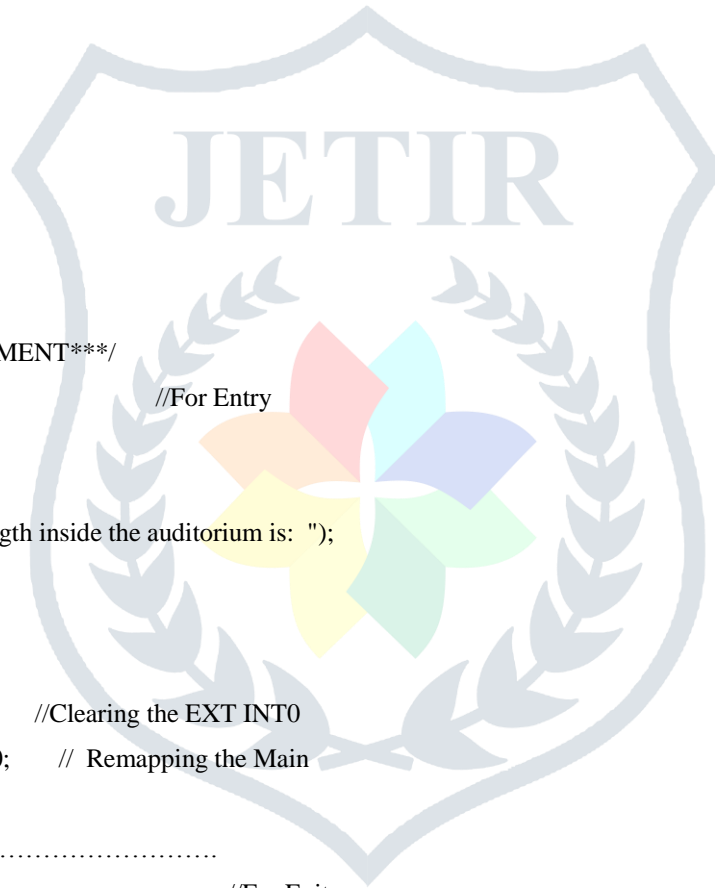 JETIR
MENT***/
//For Entry
gth inside the auditorium is: ");
//Clearing the EXT INT0
; // Remapping the Main
…………………….
//For Exit